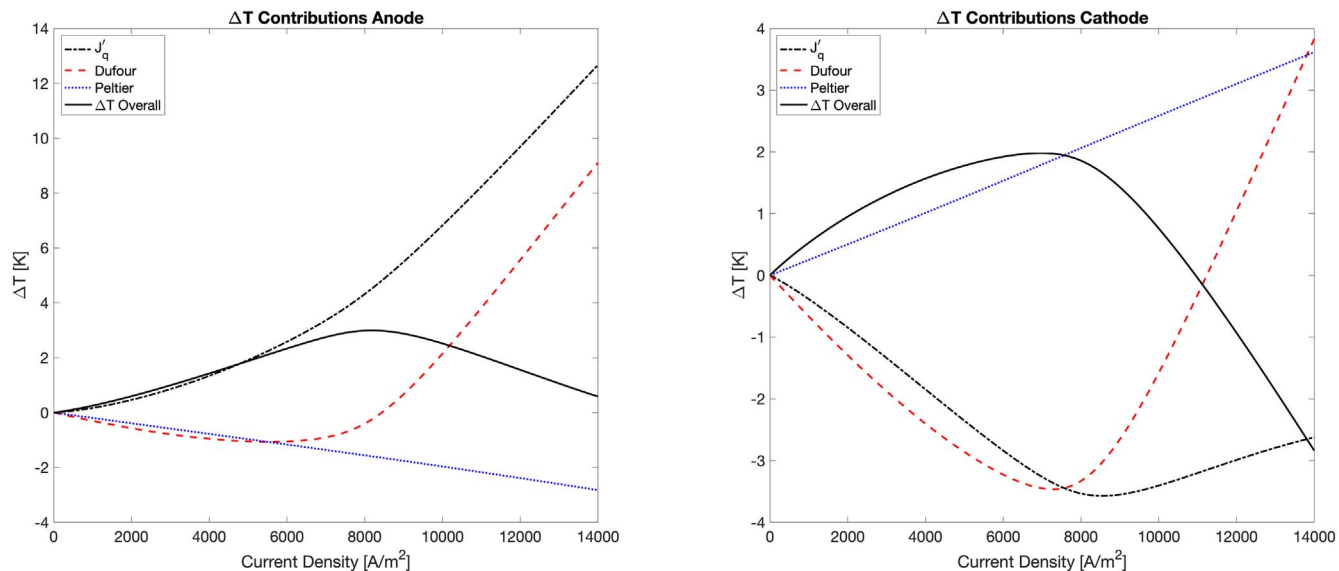 ΔT Contributions Anode
14
12
10
8
6
4
2
0
-2
-4
ΔT [K]
J′q
Dufour
Peltier
ΔT Overall
0 2000 4000 6000 8000 10000 12000 14000
Current Density [A/m²]
ΔT Contributions Cathode
4
3
2
1
0
-1
-2
-3
-4
ΔT [K]
J′q
Dufour
Peltier
ΔT Overall
0 2000 4000 6000 8000 10000 12000 14000
Current Density [A/m²]